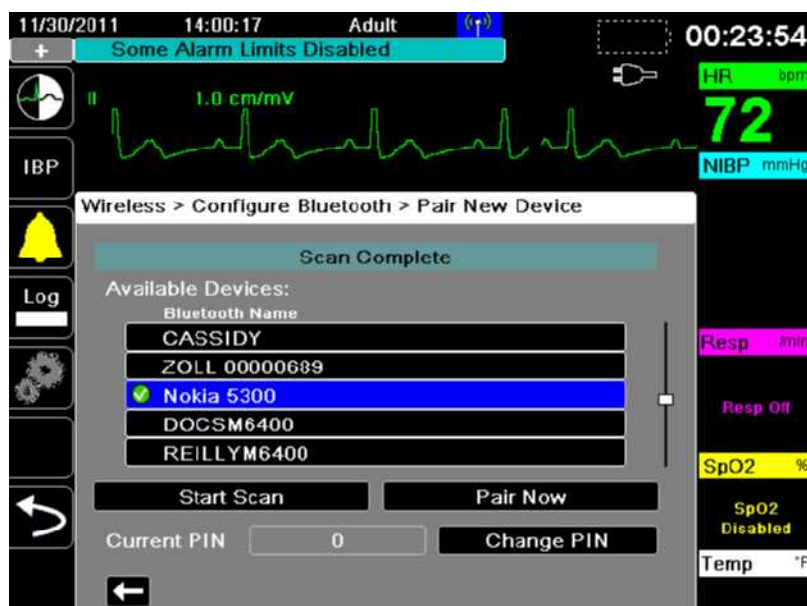 11/30/2011 14:00:17 Adult
00:23:54
+ Some Alarm Limits Disabled
HR bpm
II 1.0 cm/mV
72
IBP
NIBP mmHg
Wireless > Configure Bluetooth > Pair New Device
Scan Complete
Available Devices:
Log
Bluetooth Name
CASSIDY
Resp /min
ZOLL 00000689
Nokia 5300
Resp Off
DOCSM6400
REILLYM6400
SpO2 %
Start Scan Pair Now
SpO2
Disabled
Current PIN 0 Change PIN
Temp °F